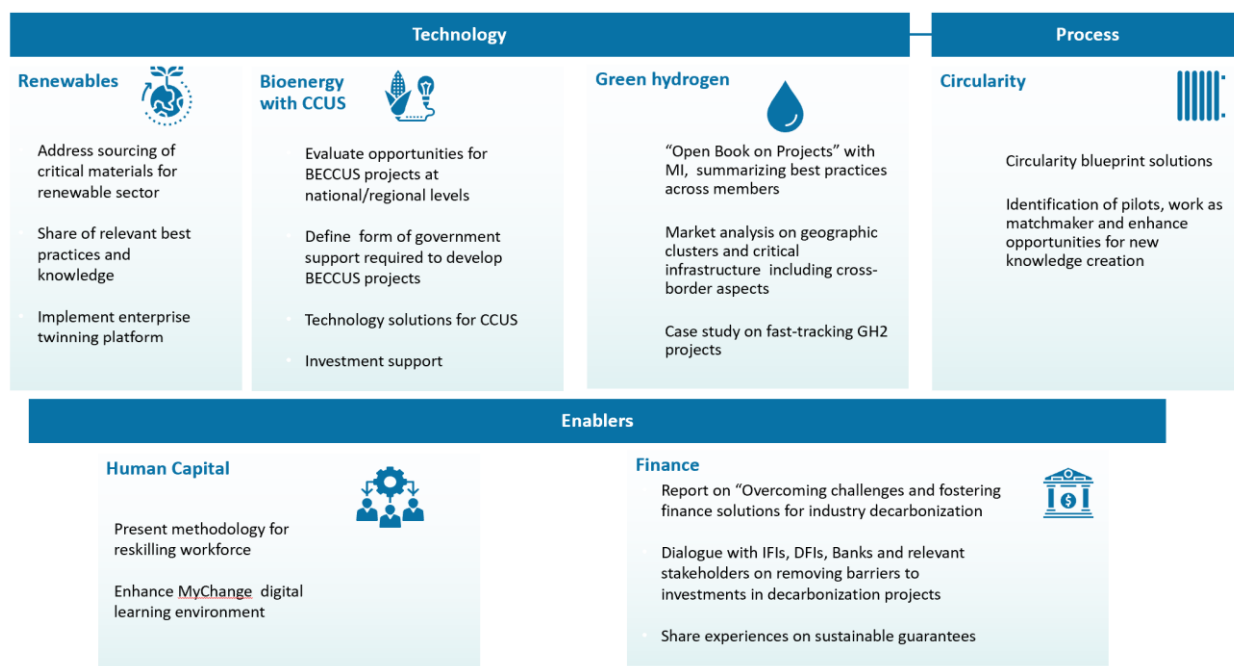 Technology
Process
Renewables
Address sourcing of
critical materials for
renewable sector
Share of relevant best
practices and
knowledge
Implement enterprise
twinning platform
Bioenergy
with CCUS
Evaluate opportunities for
BECCUS projects at
national/regional levels
Define form of government
support required to develop
BECCUS projects
Technology solutions for CCUS
Investment support
Green hydrogen
“Open Book on Projects” with
MI, summarizing best practices
across members
Market analysis on geographic
clusters and critical
infrastructure including cross-
border aspects
Case study on fast-tracking GH2
projects
Circularity
Circularity blueprint solutions
Identification of pilots, work as
matchmaker and enhance
opportunities for new
knowledge creation
Enablers
Human Capital
Present methodology for
reskilling workforce
Enhance MyChange digital
learning environment
Finance
Report on “Overcoming challenges and fostering
finance solutions for industry decarbonization
Dialogue with IFIs, DFIs, Banks and relevant
stakeholders on removing barriers to
investments in decarbonization projects
Share experiences on sustainable guarantees
$